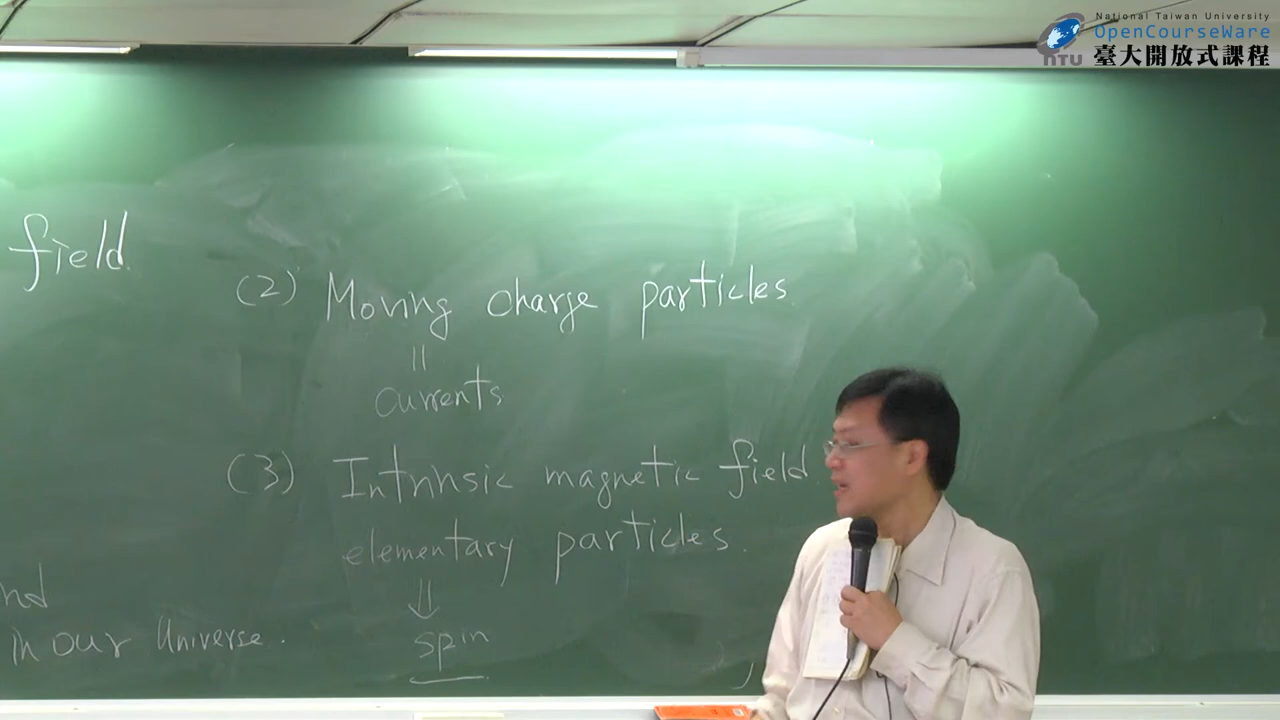 National Taiwan University
OpenCourseWare
NTU
臺大開放式課程
field.
(2) Moving charge particles.
||
currents
(3) Intrinsic magnetic field
elementary particles.
⇓
spin
nd
in our Universe.